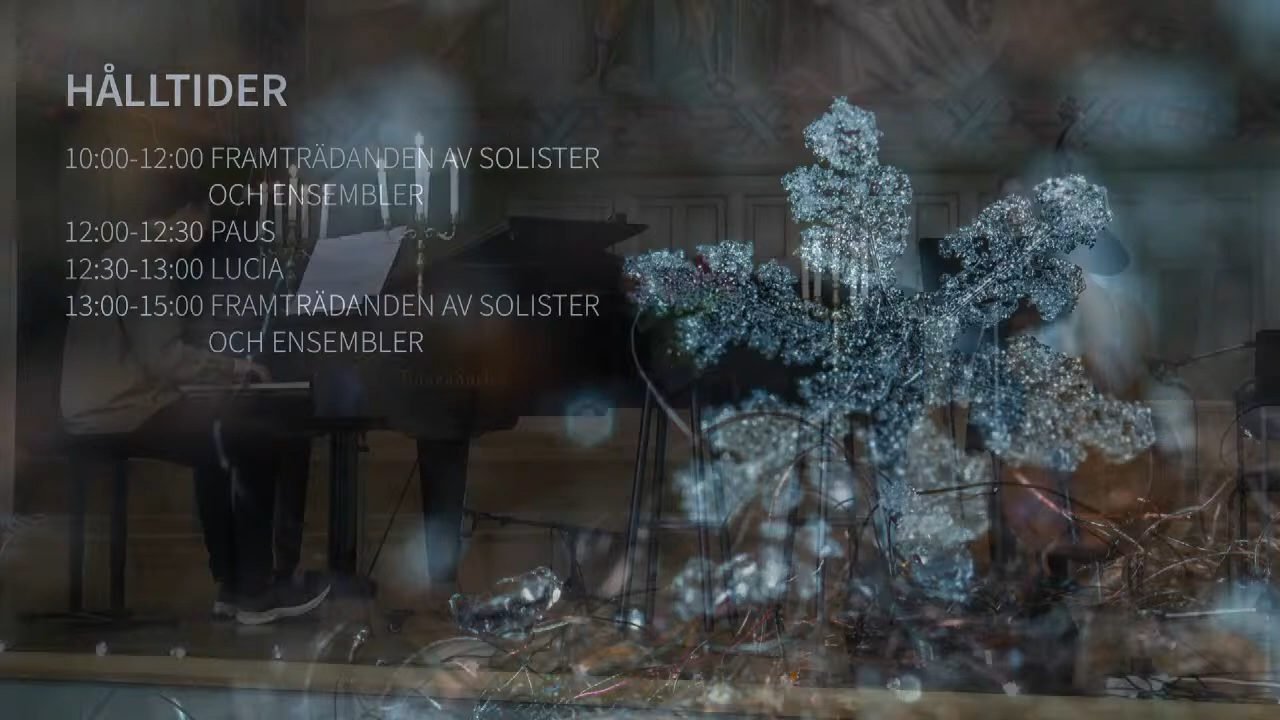 HÅLLTIDER
10:00-12:00 FRAMTRÄDANDEN AV SOLISTER
OCH ENSEMBLER
12:00-12:30 PAUS
12:30-13:00 LUCIA
13:00-15:00 FRAMTRÄDANDEN AV SOLISTER
OCH ENSEMBLER